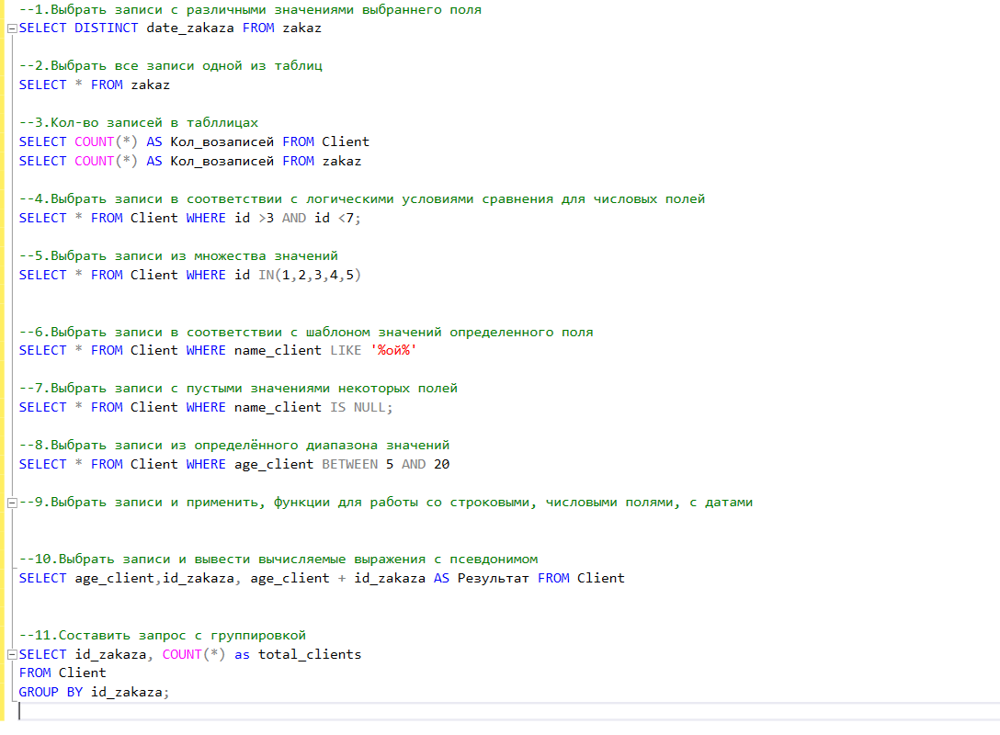 --1.Выбрать записи с различными значениями выбраннего поля
SELECT DISTINCT date_zakaza FROM zakaz
--2.Выбрать все записи одной из таблиц
SELECT * FROM zakaz
--3.Кол-во записей в табллицах
SELECT COUNT(*) AS Кол_возаписей FROM Client
SELECT COUNT(*) AS Кол_возаписей FROM zakaz
--4.Выбрать записи в соответствии с логическими условиями сравнения для числовых полей
SELECT * FROM Client WHERE id >3 AND id <7;
--5.Выбрать записи из множества значений
SELECT * FROM Client WHERE id IN(1,2,3,4,5)
--6.Выбрать записи в соответствии с шаблоном значений определенного поля
SELECT * FROM Client WHERE name_client LIKE '%ой%'
--7.Выбрать записи с пустыми значениями некоторых полей
SELECT * FROM Client WHERE name_client IS NULL;
--8.Выбрать записи из определённого диапазона значений
SELECT * FROM Client WHERE age_client BETWEEN 5 AND 20
--9.Выбрать записи и применить, функции для работы со строковыми, числовыми полями, с датами
--10.Выбрать записи и вывести вычисляемые выражения с псевдонимом
SELECT age_client,id_zakaza, age_client + id_zakaza AS Результат FROM Client
--11.Составить запрос с группировкой
SELECT id_zakaza, COUNT(*) as total_clients
FROM Client
GROUP BY id_zakaza;